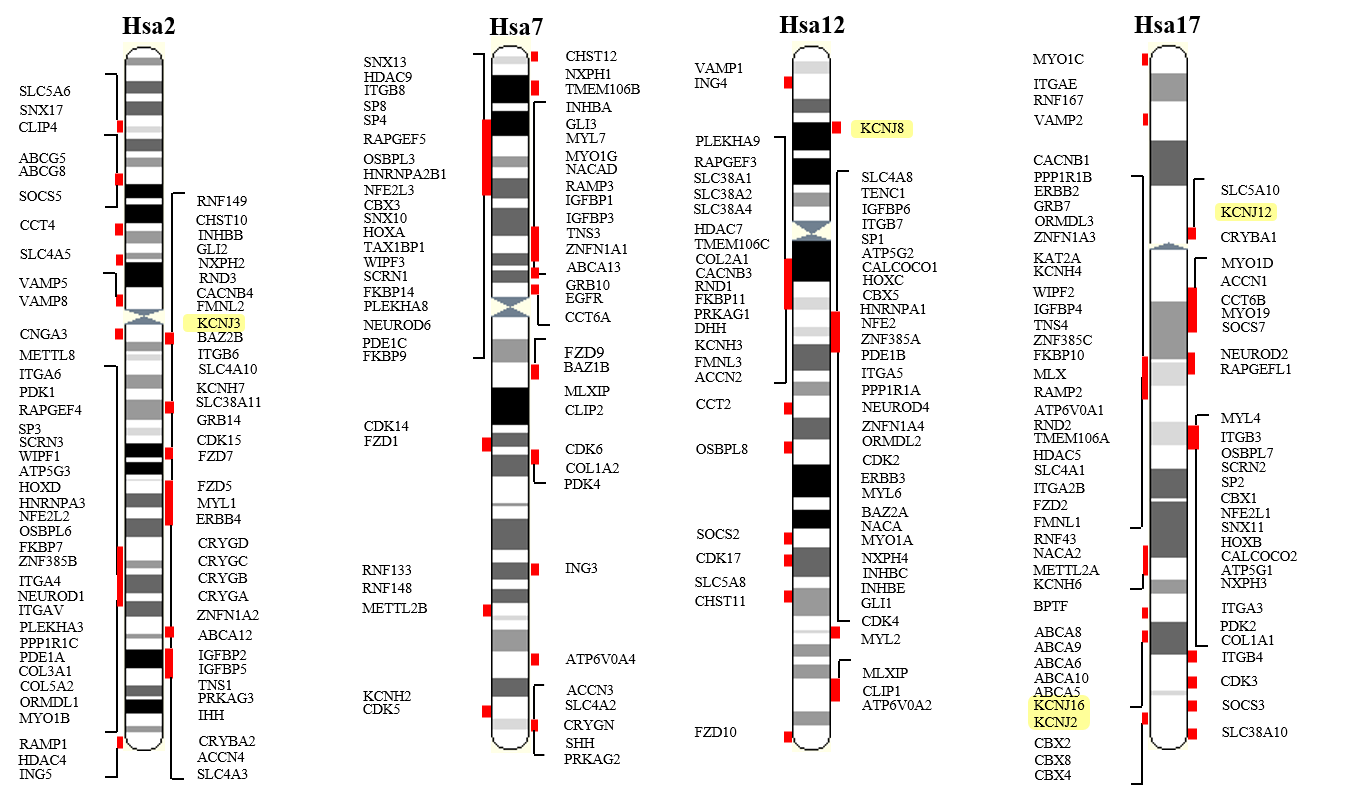 Hsa2
SLC5A6
SNX17
CLIP4
ABCG5
ABCG8
SOCS5
CCT4
SLC4A5
VAMP5
VAMP8
CNGA3
METTL8
ITGA6
PDK1
RAPGEF4
SP3
SCRN3
WIPF1
ATP5G3
HOXD
HNRNPA3
NFE2L2
OSBPL6
FKBP7
ZNF385B
ITGA4
NEUROD1
ITGAV
PLEKHA3
PPP1R1C
PDE1A
COL3A1
COL5A2
ORMDL1
MYO1B
RAMP1
HDAC4
ING5
RNF149
CHST10
INHBB
GLI2
NXPH2
RND3
CACNB4
FMNL2
KCNJ3
BAZ2B
ITGB6
SLC4A10
KCNH7
SLC38A11
GRB14
CDK15
FZD7
FZD5
MYL1
ERBB4
CRYGD
CRYGC
CRYGB
CRYGA
ZNFN1A2
ABCA12
IGFBP2
IGFBP5
TNS1
PRKAG3
IHH
CRYBA2
ACCN4
SLC4A3
Hsa7
SNX13
HDAC9
ITGB8
SP8
SP4
RAPGEF5
OSBPL3
HNRNPA2B1
NFE2L3
CBX3
SNX10
HOXA
TAX1BP1
WIPF3
SCRN1
FKBP14
PLEKHA8
NEUROD6
PDE1C
FKBP9
CDK14
FZD1
RNF133
RNF148
METTL2B
KCNH2
CDK5
CHST12
NXPH1
TMEM106B
INHBA
GLI3
MYL7
MYO1G
NACAD
RAMP3
IGFBP1
IGFBP3
TNS3
ZNFN1A1
ABCA13
GRB10
EGFR
CCT6A
FZD9
BAZ1B
MLXIP
CLIP2
CDK6
COL1A2
PDK4
ING3
ATP6V0A4
ACCN3
SLC4A2
CRYGN
SHH
PRKAG2
Hsa12
VAMP1
ING4
PLEKHA9
RAPGEF3
SLC38A1
SLC38A2
SLC38A4
HDAC7
TMEM106C
COL2A1
CACNB3
RND1
FKBP11
PRKAG1
DHH
KCNH3
FMNL3
ACCN2
CCT2
OSBPL8
SOCS2
CDK17
SLC5A8
CHST11
FZD10
KCNJ8
SLC4A8
TENC1
IGFBP6
ITGB7
SP1
ATP5G2
CALCOCO1
HOXC
CBX5
HNRNPA1
NFE2
ZNF385A
PDE1B
ITGA5
PPP1R1A
NEUROD4
ZNFN1A4
ORMDL2
CDK2
ERBB3
MYL6
BAZ2A
NACA
MYO1A
NXPH4
INHBC
INHBE
GLI1
CDK4
MYL2
MLXIP
CLIP1
ATP6V0A2
Hsa17
MYO1C
ITGAE
RNF167
VAMP2
CACNB1
PPP1R1B
ERBB2
GRB7
ORMDL3
ZNFN1A3
KAT2A
KCNH4
WIPF2
IGFBP4
TNS4
ZNF385C
FKBP10
MLX
RAMP2
ATP6V0A1
RND2
TMEM106A
HDAC5
SLC4A1
ITGA2B
FZD2
FMNL1
RNF43
NACA2
METTL2A
KCNH6
BPTF
ABCA8
ABCA9
ABCA6
ABCA10
ABCA5
KCNJ16
KCNJ2
CBX2
CBX8
CBX4
SLC5A10
KCNJ12
CRYBA1
MYO1D
ACCN1
CCT6B
MYO19
SOCS7
NEUROD2
RAPGEFL1
MYL4
ITGB3
OSBPL7
SCRN2
SP2
CBX1
NFE2L1
SNX11
HOXB
CALCOCO2
ATP5G1
NXPH3
ITGA3
PDK2
COL1A1
ITGB4
CDK3
SOCS3
SLC38A10